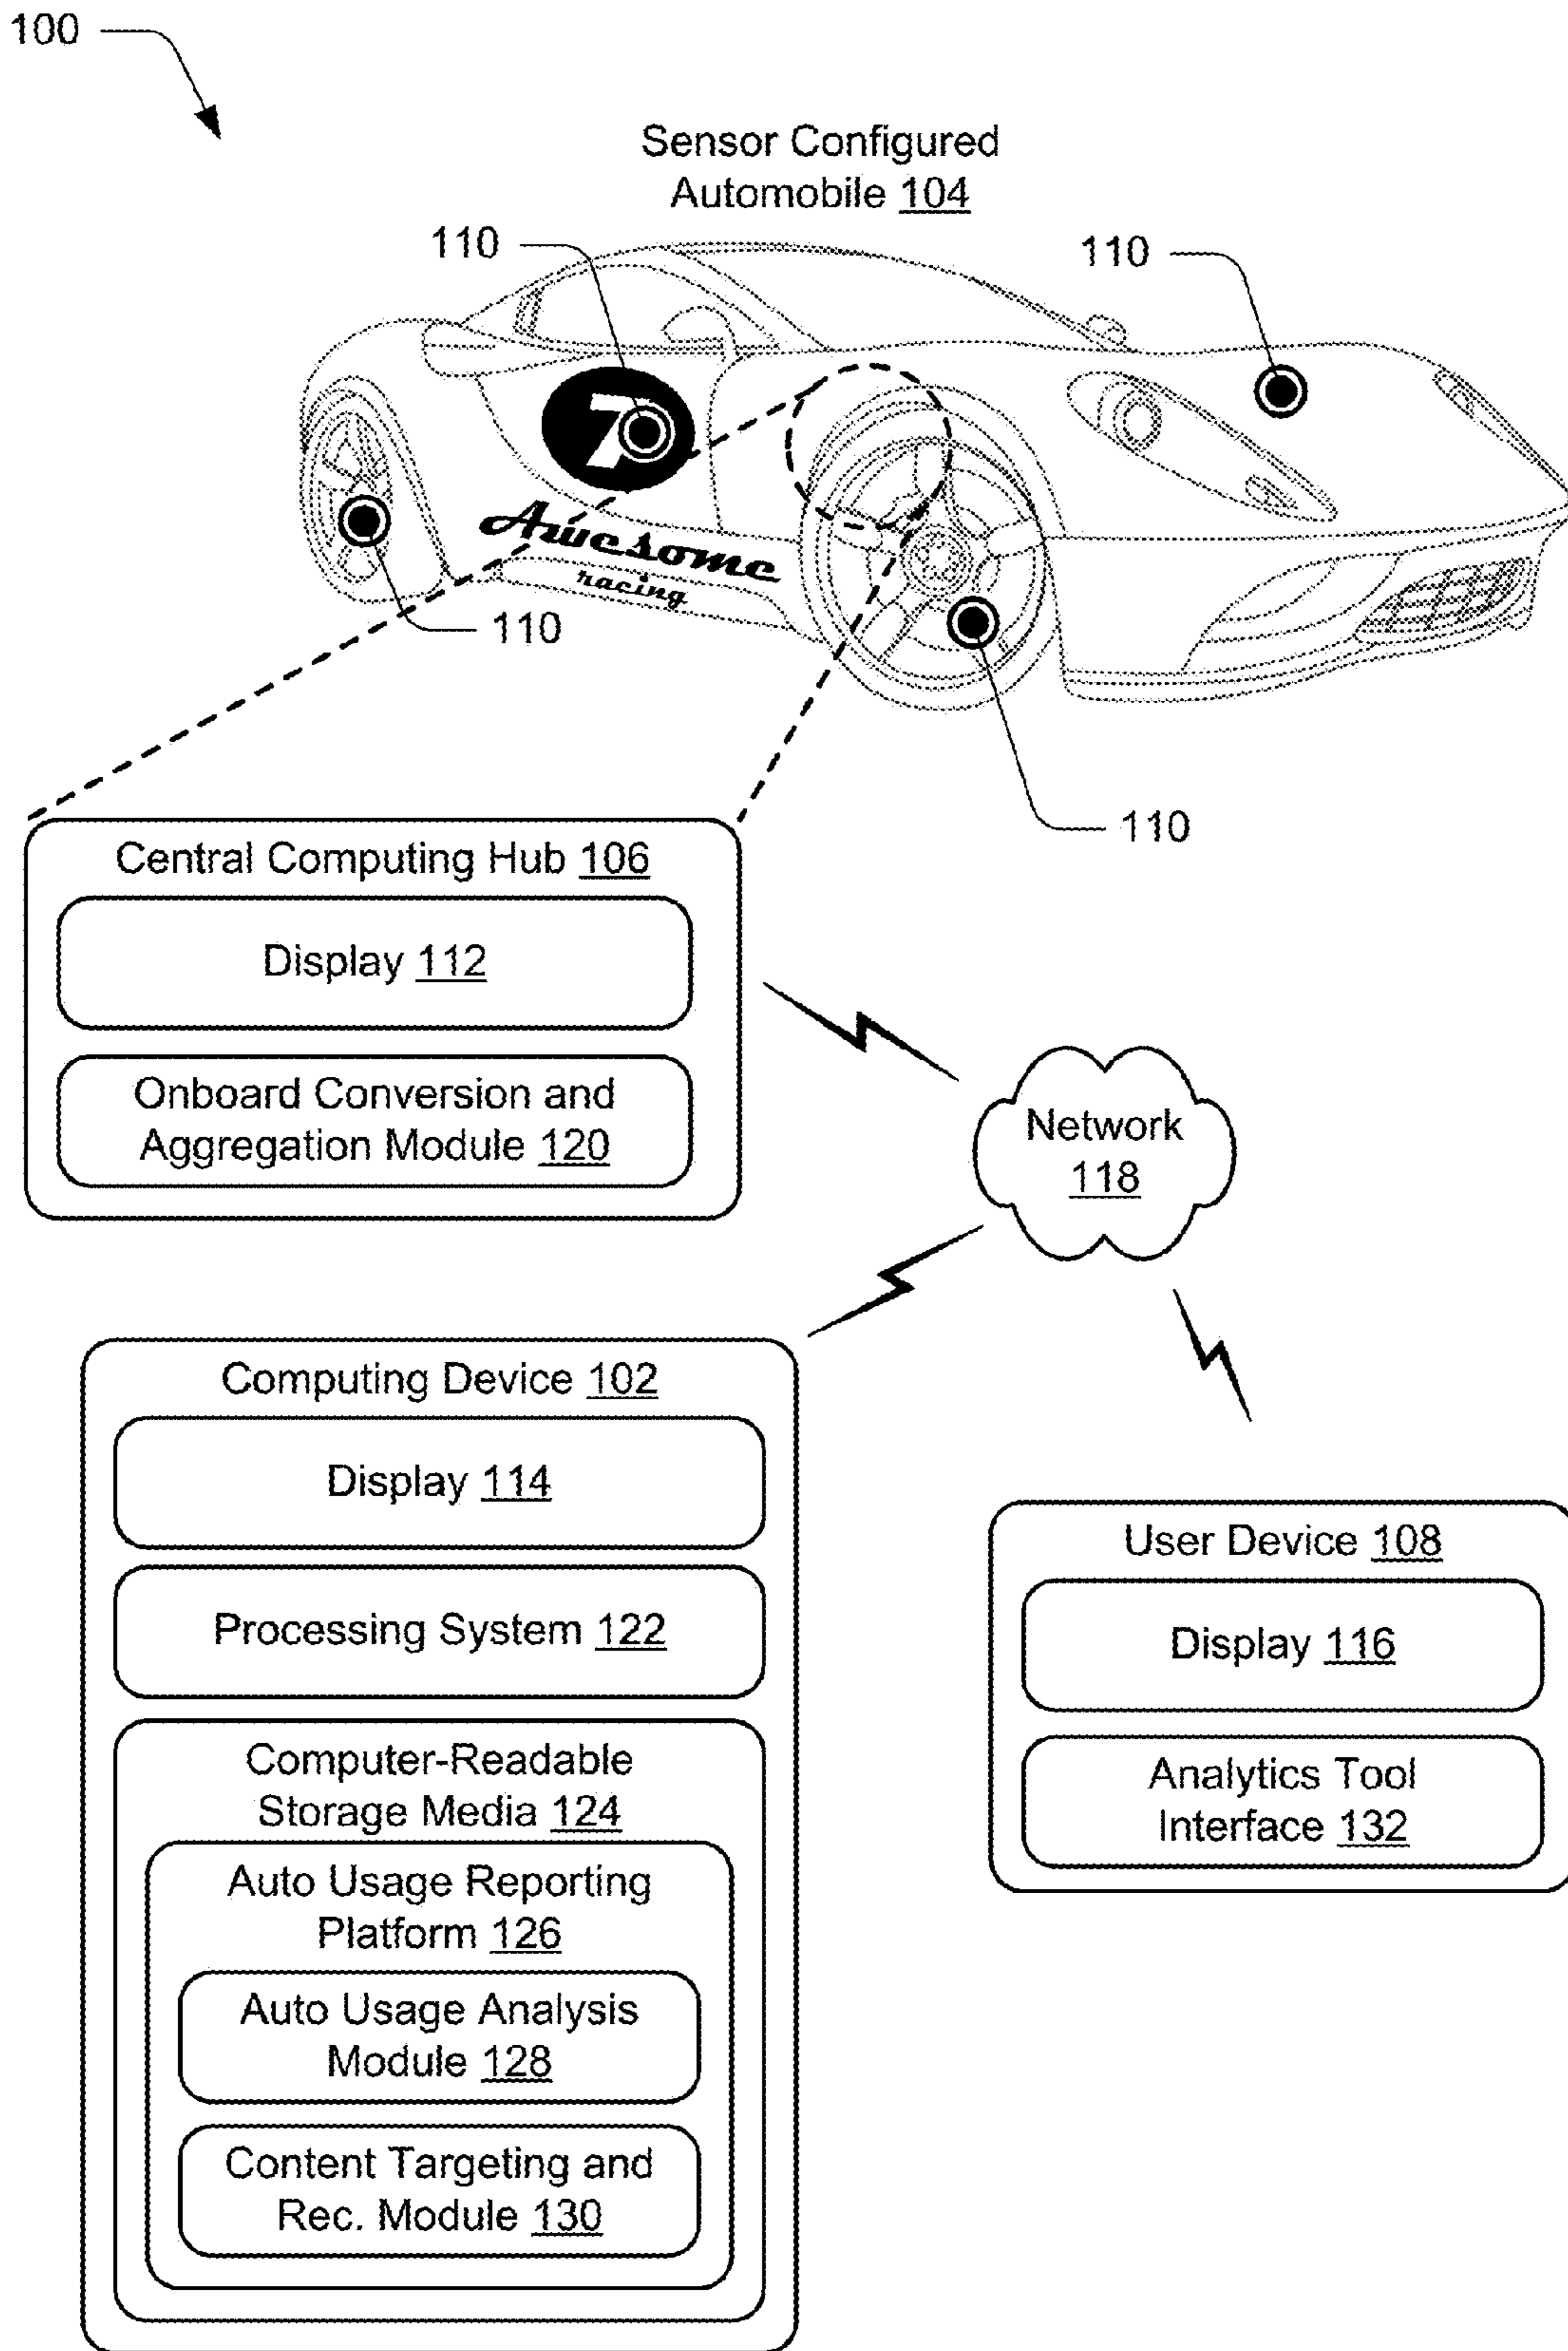 100
Sensor Configured
Automobile 104
110
110
7
Awesome
racing
110
110
Central Computing Hub 106
Display 112
Onboard Conversion and
Aggregation Module 120
Network
118
Computing Device 102
Display 114
Processing System 122
Computer-Readable
Storage Media 124
Auto Usage Reporting
Platform 126
Auto Usage Analysis
Module 128
Content Targeting and
Rec. Module 130
User Device 108
Display 116
Analytics Tool
Interface 132